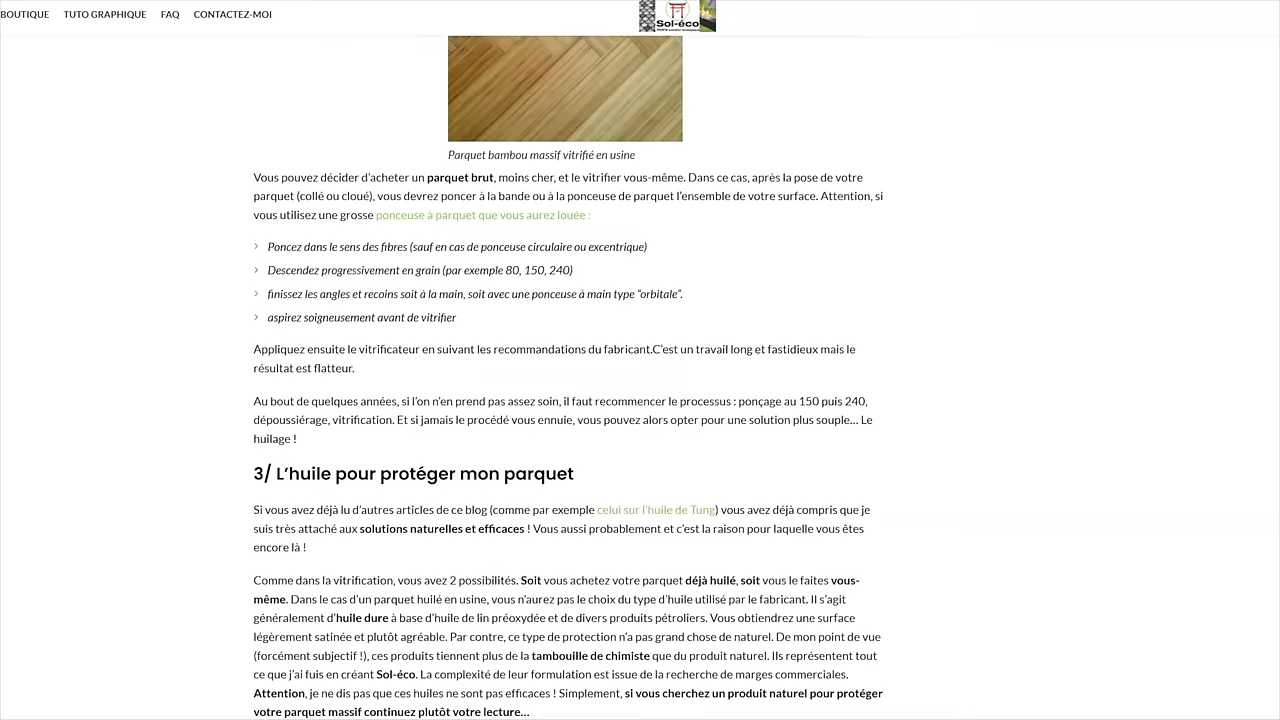 BOUTIQUE TUTO GRAPHIQUE FAQ CONTACTEZ-MOI
Sol-éco
Parquet bambou massif vitrifié en usine
Vous pouvez décider d’acheter un parquet brut, moins cher, et le vitrifier vous-même. Dans ce cas, après la pose de votre
parquet (collé ou cloué), vous devrez poncer à la bande ou à la ponceuse de parquet l’ensemble de votre surface. Attention, si
vous utilisez une grosse ponceuse à parquet que vous aurez louée :
Poncez dans le sens des fibres (sauf en cas de ponceuse circulaire ou excentrique)
Descendez progressivement en grain (par exemple 80, 150, 240)
finissez les angles et recoins soit à la main, soit avec une ponceuse à main type “orbitale”.
aspirez soigneusement avant de vitrifier
Appliquez ensuite le vitrificateur en suivant les recommandations du fabricant.C’est un travail long et fastidieux mais le
résultat est flatteur.
Au bout de quelques années, si l’on n’en prend pas assez soin, il faut recommencer le processus : ponçage au 150 puis 240,
dépoussiérage, vitrification. Et si jamais le procédé vous ennuie, vous pouvez alors opter pour une solution plus souple… Le
huilage !
3/ L’huile pour protéger mon parquet
Si vous avez déjà lu d’autres articles de ce blog (comme par exemple celui sur l’huile de Tung) vous avez déjà compris que je
suis très attaché aux solutions naturelles et efficaces ! Vous aussi probablement et c’est la raison pour laquelle vous êtes
encore là !
Comme dans la vitrification, vous avez 2 possibilités. Soit vous achetez votre parquet déjà huilé, soit vous le faites vous-
même. Dans le cas d’un parquet huilé en usine, vous n’aurez pas le choix du type d’huile utilisé par le fabricant. Il s’agit
généralement d’huile dure à base d’huile de lin préoxydée et de divers produits pétroliers. Vous obtiendrez une surface
légèrement satinée et plutôt agréable. Par contre, ce type de protection n’a pas grand chose de naturel. De mon point de vue
(forcément subjectif !), ces produits tiennent plus de la tambouille de chimiste que du produit naturel. Ils représentent tout
ce que j’ai fuis en créant Sol-éco. La complexité de leur formulation est issue de la recherche de marges commerciales.
Attention, je ne dis pas que ces huiles ne sont pas efficaces ! Simplement, si vous cherchez un produit naturel pour protéger
votre parquet massif continuez plutôt votre lecture…